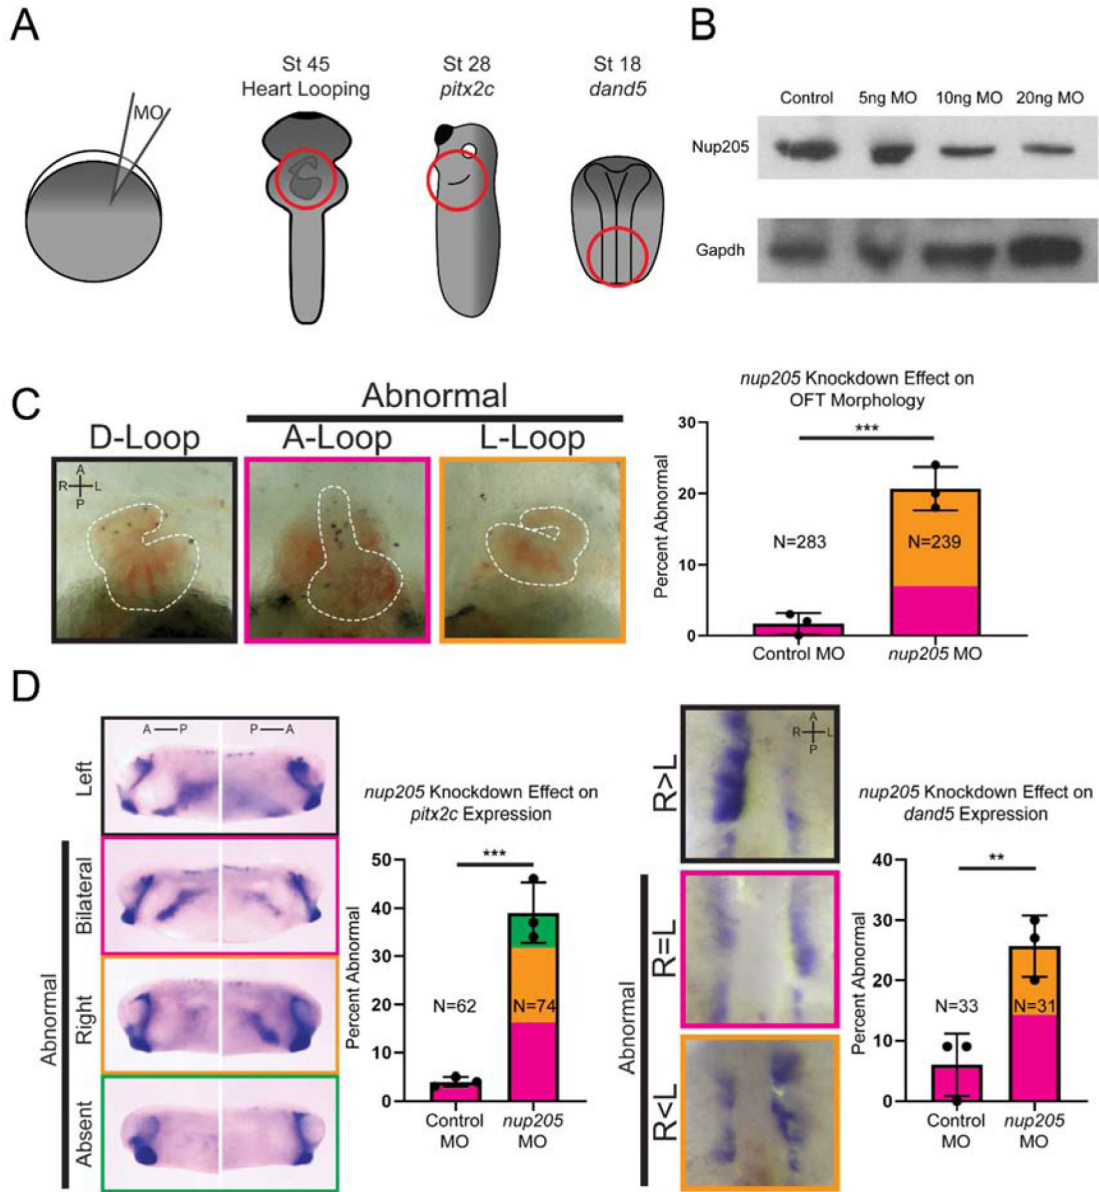 A
MO
St 45
Heart Looping
St 28
pitx2c
St 18
dand5
B
Control 5ng MO 10ng MO 20ng MO
Nup205
Gapdh
C
Abnormal
D-Loop A-Loop L-Loop
A
R L
P
nup205 Knockdown Effect on
OFT Morphology
***
Percent Abnormal
30
20
10
0
N=283
N=239
Control MO
nup205 MO
D
A P P A
Left
Abnormal
Bilateral
Right
Absent
nup205 Knockdown Effect on
pitx2c Expression
***
Percent Abnormal
50
40
30
20
10
0
N=62
N=74
Control
MO
nup205
MO
A
R L
P
R>L
Abnormal
R=L
R<L
nup205 Knockdown Effect on
dand5 Expression
**
Percent Abnormal
40
30
20
10
0
N=33
N=31
Control
MO
nup205
MO